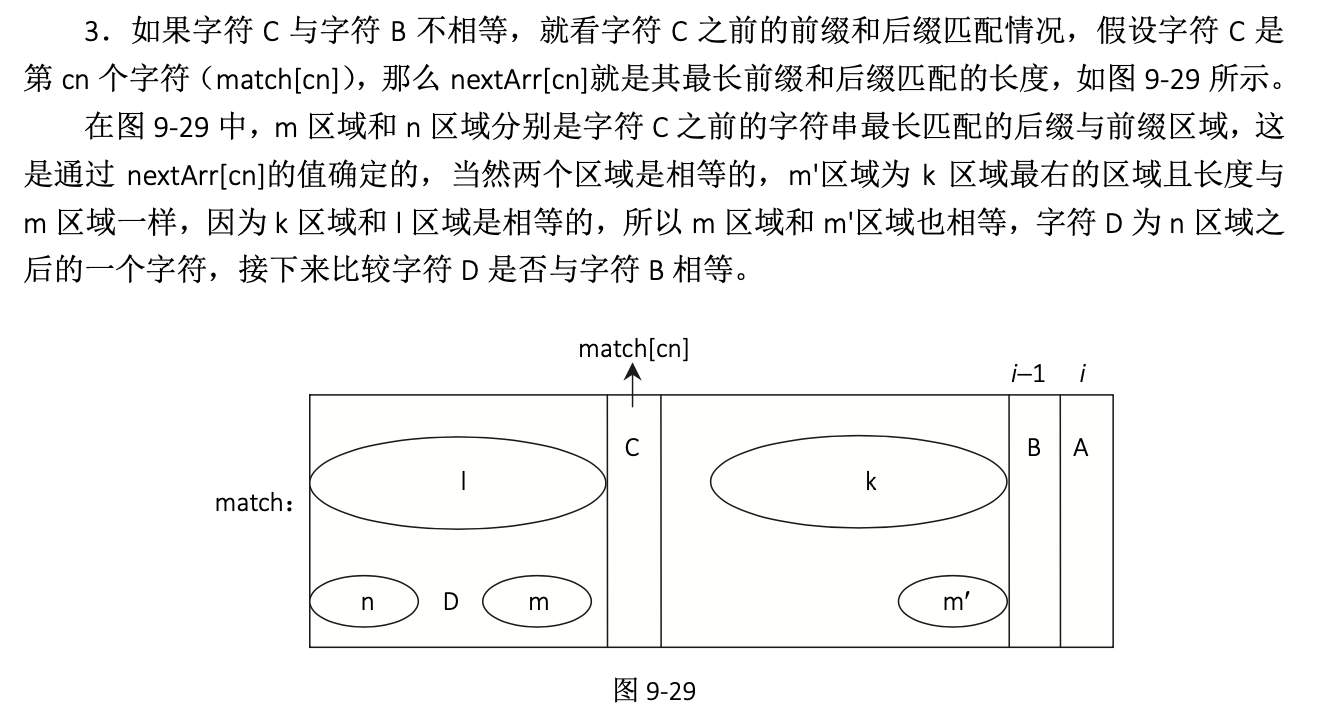 3．如果字符 C 与字符 B 不相等，就看字符 C 之前的前缀和后缀匹配情况，假设字符 C 是
第 cn 个字符（match[cn]），那么 nextArr[cn]就是其最长前缀和后缀匹配的长度，如图 9-29 所示。
在图 9-29 中，m 区域和 n 区域分别是字符 C 之前的字符串最长匹配的后缀与前缀区域，这
是通过 nextArr[cn]的值确定的，当然两个区域是相等的，m'区域为 k 区域最右的区域且长度与
m 区域一样，因为 k 区域和 l 区域是相等的，所以 m 区域和 m'区域也相等，字符 D 为 n 区域之
后的一个字符，接下来比较字符 D 是否与字符 B 相等。
match[cn]
i–1 i
C B A
l k
match：
n D m m′
图 9-29